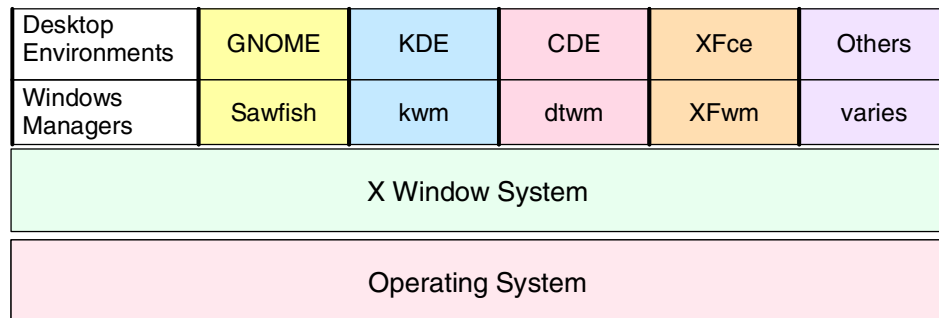 Desktop
Environments
GNOME
KDE
CDE
XFce
Others
Windows
Managers
Sawfish
kwm
dtwm
XFwm
varies
X Window System
Operating System